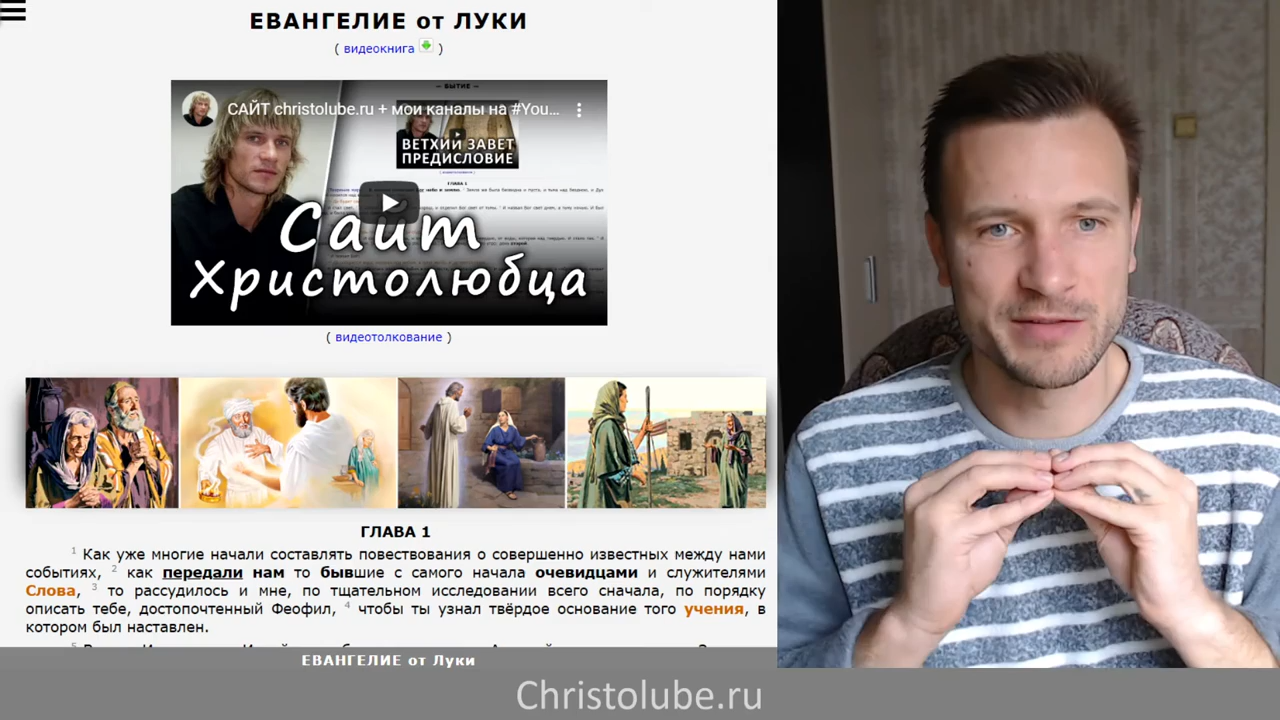 ЕВАНГЕЛИЕ от ЛУКИ
( видеокнига )
— БЫТИЕ —
САЙТ christolube.ru + мои каналы на #You...
ВЕТХИЙ ЗАВЕТ
ПРЕДИСЛОВИЕ
ГЛАВА 1
Сайт
Христолюбца
( видеотолкование )
ГЛАВА 1
1 Как уже многие начали составлять повествования о совершенно известных между нами
событиях, 2 как передали нам то бывшие с самого начала очевидцами и служителями
Слова, 3 то рассудилось и мне, по тщательном исследовании всего сначала, по порядку
описать тебе, достопочтенный Феофил, 4 чтобы ты узнал твёрдое основание того учения, в
котором был наставлен.
ЕВАНГЕЛИЕ от Луки
Christolube.ru